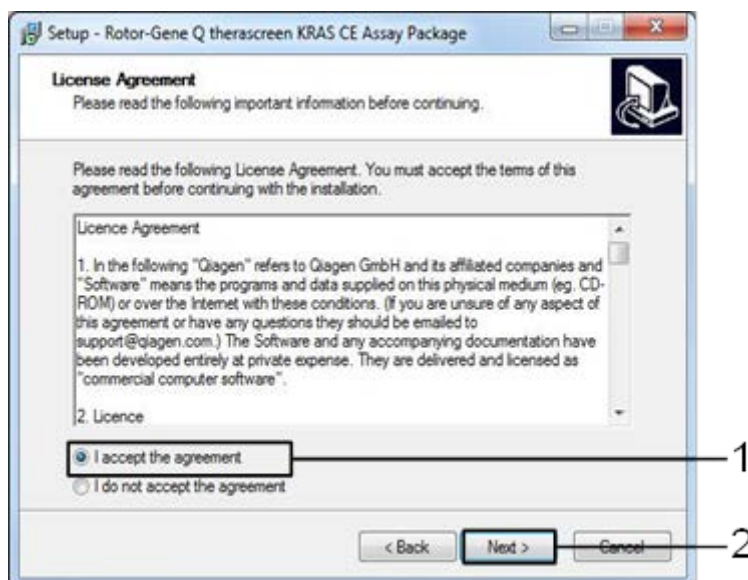 Setup - Rotor-Gene Q therascreen KRAS CE Assay Package
License Agreement
Please read the following important information before continuing.
Please read the following License Agreement. You must accept the terms of this
agreement before continuing with the installation.
Licence Agreement
1. In the following "Qiagen" refers to Qiagen GmbH and its affiliated companies and
"Software" means the programs and data supplied on this physical medium (eg. CD-
ROM) or over the Internet with these conditions. (If you are unsure of any aspect of
this agreement or have any questions they should be emailed to
support@qiagen.com.) The Software and any accompanying documentation have
been developed entirely at private expense. They are delivered and licensed as
"commercial computer software".
2. Licence
I accept the agreement
1
I do not accept the agreement
< Back
Next >
Cancel
2